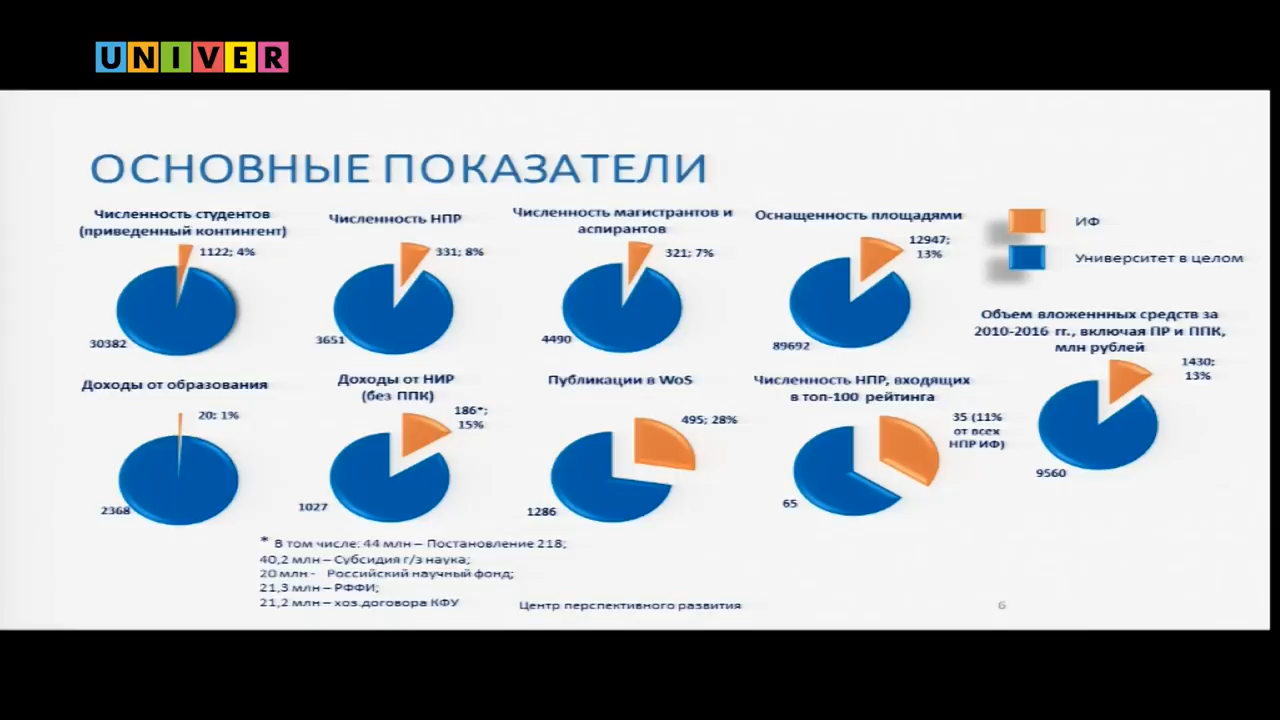 UNIVER
ОСНОВНЫЕ ПОКАЗАТЕЛИ
Численность студентов
(приведенный контингент)
1122; 4%
30382
Численность НПР
331; 8%
3651
Численность магистрантов и
аспирантов
321; 7%
4490
Оснащенность площадями
12947;
13%
89692
ИФ
Университет в целом
Объем вложеннных средств за
2010-2016 гг., включая ПР и ППК,
млн рублей
1430;
13%
9560
Доходы от образования
20; 1%
2368
Доходы от НИР
(без ППК)
186*;
15%
1027
Публикации в WoS
495; 28%
1286
Численность НПР, входящих
в топ-100 рейтинга
35 (11%
от всех
НПР ИФ)
65
* В том числе: 44 млн – Постановление 218;
40,2 млн – Субсидия г/з наука;
20 млн - Российский научный фонд;
21,3 млн – РФФИ;
21,2 млн – хоз.договора КФУ
Центр перспективного развития
6